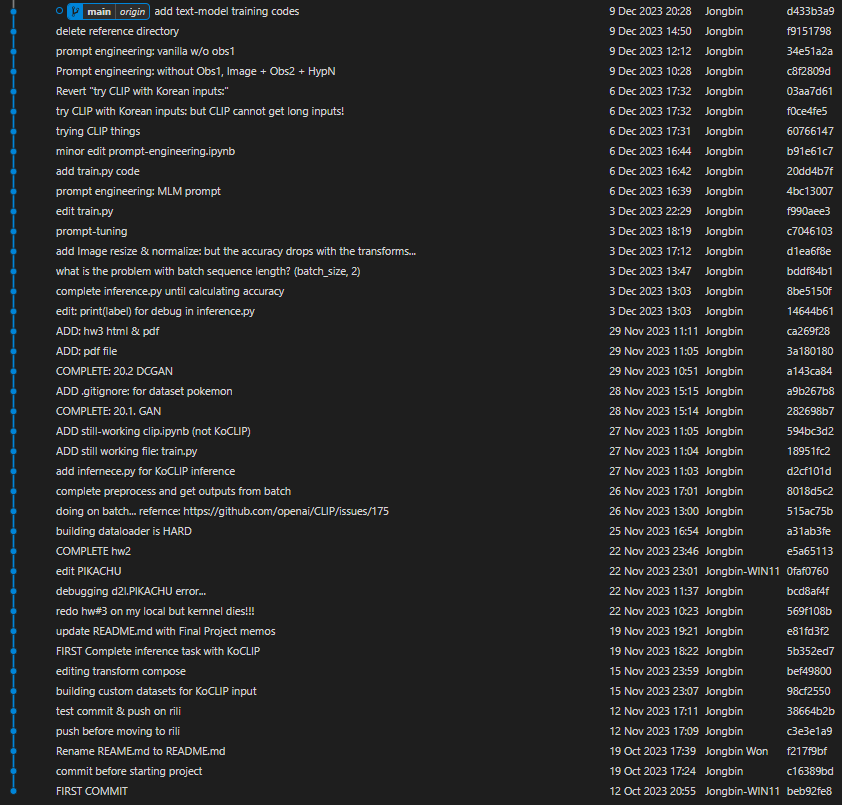 main origin add text-model training codes 9 Dec 2023 20:28 Jongbin d433b3a9
delete reference directory 9 Dec 2023 14:50 Jongbin f9151798
prompt engineering: vanilla w/o obs1 9 Dec 2023 12:12 Jongbin 34e51a2a
Prompt engineering: without Obs1, Image + Obs2 + HypN 9 Dec 2023 10:28 Jongbin c8f2809d
Revert "try CLIP with Korean inputs:" 6 Dec 2023 17:32 Jongbin 03aa7d61
try CLIP with Korean inputs: but CLIP cannot get long inputs! 6 Dec 2023 17:32 Jongbin f0ce4fe5
trying CLIP things 6 Dec 2023 17:31 Jongbin 60766147
minor edit prompt-engineering.ipynb 6 Dec 2023 16:44 Jongbin b91e61c7
add train.py code 6 Dec 2023 16:42 Jongbin 20dd4b7f
prompt engineering: MLM prompt 6 Dec 2023 16:39 Jongbin 4bc13007
edit train.py 3 Dec 2023 22:29 Jongbin f990aee3
prompt-tuning 3 Dec 2023 18:19 Jongbin c7046103
add Image resize & normalize: but the accuracy drops with the transforms... 3 Dec 2023 17:12 Jongbin d1ea6f8e
what is the problem with batch sequence length? (batch_size, 2) 3 Dec 2023 13:47 Jongbin bddf84b1
complete inference.py until calculating accuracy 3 Dec 2023 13:03 Jongbin 8be5150f
edit: print(label) for debug in inference.py 3 Dec 2023 13:03 Jongbin 14644b61
ADD: hw3 html & pdf 29 Nov 2023 11:11 Jongbin ca269f28
ADD: pdf file 29 Nov 2023 11:05 Jongbin 3a180180
COMPLETE: 20.2 DCGAN 29 Nov 2023 10:51 Jongbin a143ca84
ADD .gitignore: for dataset pokemon 28 Nov 2023 15:15 Jongbin a9b267b8
COMPLETE: 20.1. GAN 28 Nov 2023 15:14 Jongbin 282698b7
ADD still-working clip.ipynb (not KoCLIP) 27 Nov 2023 11:05 Jongbin 594bc3d2
ADD still working file: train.py 27 Nov 2023 11:04 Jongbin 18951fc2
add infernece.py for KoCLIP inference 27 Nov 2023 11:03 Jongbin d2cf101d
complete preprocess and get outputs from batch 26 Nov 2023 17:01 Jongbin 8018d5c2
doing on batch... refernce: https://github.com/openai/CLIP/issues/175 26 Nov 2023 13:00 Jongbin 515ac75b
building dataloader is HARD 25 Nov 2023 16:54 Jongbin a31ab3fe
COMPLETE hw2 22 Nov 2023 23:46 Jongbin e5a65113
edit PIKACHU 22 Nov 2023 23:01 Jongbin-WIN11 0faf0760
debugging d2l.PIKACHU error... 22 Nov 2023 11:37 Jongbin bcd8af4f
redo hw#3 on my local but kernnel dies!!! 22 Nov 2023 10:23 Jongbin 569f108b
update README.md with Final Project memos 19 Nov 2023 19:21 Jongbin e81fd3f2
FIRST Complete inference task with KoCLIP 19 Nov 2023 18:22 Jongbin 5b352ed7
editing transform compose 15 Nov 2023 23:59 Jongbin bef49800
building custom datasets for KoCLIP input 15 Nov 2023 23:07 Jongbin 98cf2550
test commit & push on rili 12 Nov 2023 17:11 Jongbin 38664b2b
push before moving to rili 12 Nov 2023 17:09 Jongbin c3e3e1a9
Rename REAME.md to README.md 19 Oct 2023 17:39 Jongbin Won f217f9bf
commit before starting project 19 Oct 2023 17:24 Jongbin c16389bd
FIRST COMMIT 12 Oct 2023 20:55 Jongbin-WIN11 beb92fe8